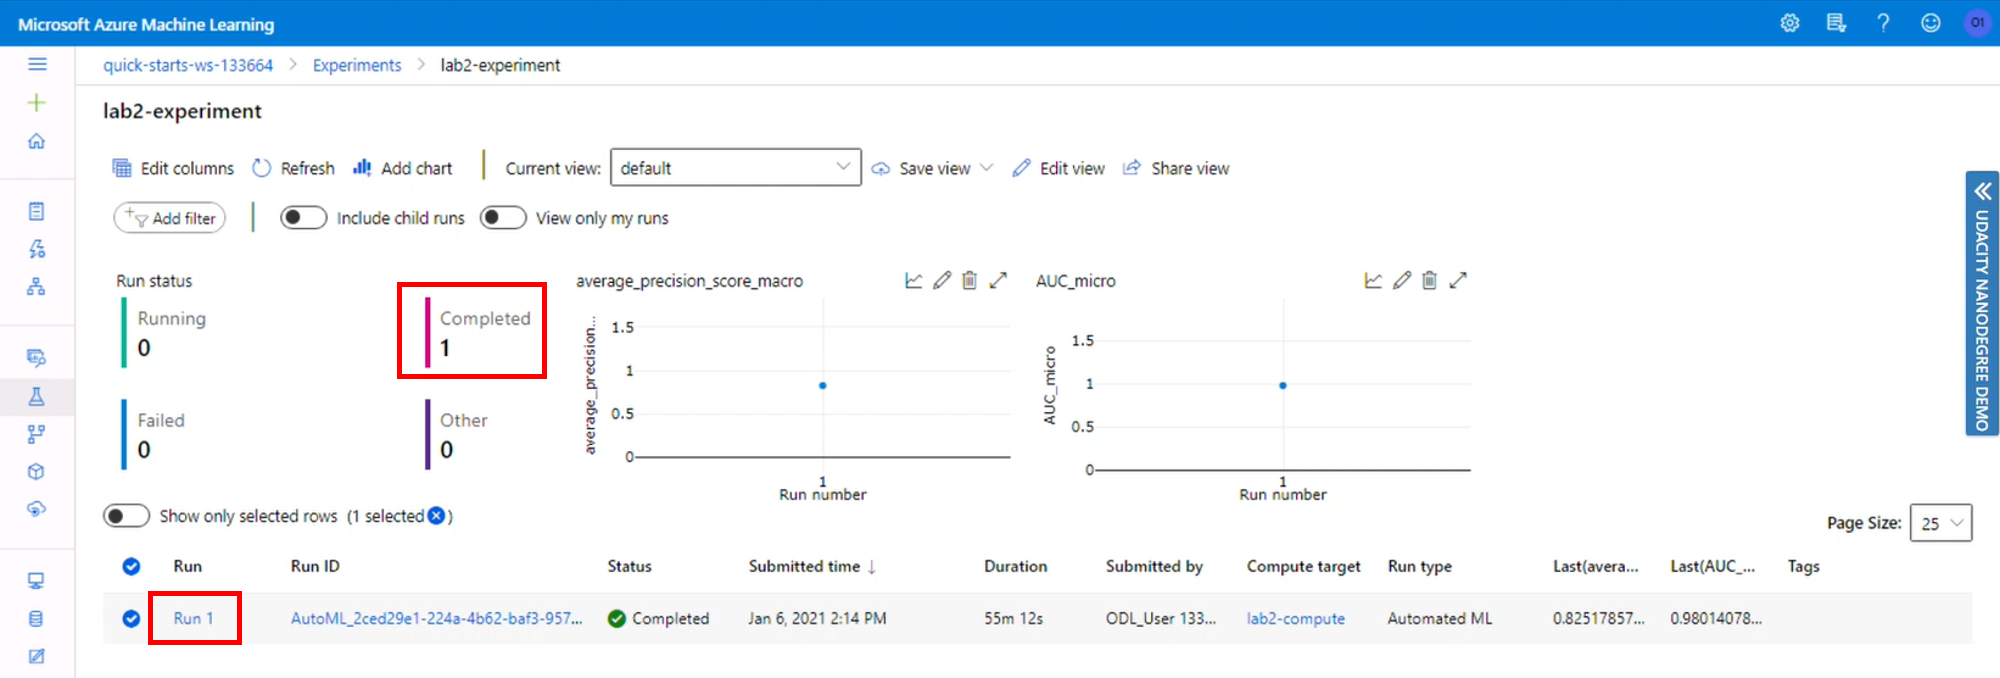 Microsoft Azure Machine Learning
01
quick-starts-ws-133664 > Experiments > lab2-experiment
lab2-experiment
Edit columns Refresh Add chart Current view: default Save view Edit view Share view
Add filter Include child runs View only my runs
Run status
Running
0
Completed
1
Failed
0
Other
0
average_precision_score_macro
average_precision...
1.5
1
0.5
0
1
Run number
AUC_micro
AUC_micro
1.5
1
0.5
0
1
Run number
UDACITY NANODEGREE DEMO
Show only selected rows (1 selected )
Page Size: 25
Run Run ID Status Submitted time ↓ Duration Submitted by Compute target Run type Last(avera... Last(AUC_... Tags
Run 1 AutoML_2ced29e1-224a-4b62-baf3-957... Completed Jan 6, 2021 2:14 PM 55m 12s ODL_User 133... lab2-compute Automated ML 0.82517857... 0.98014078...